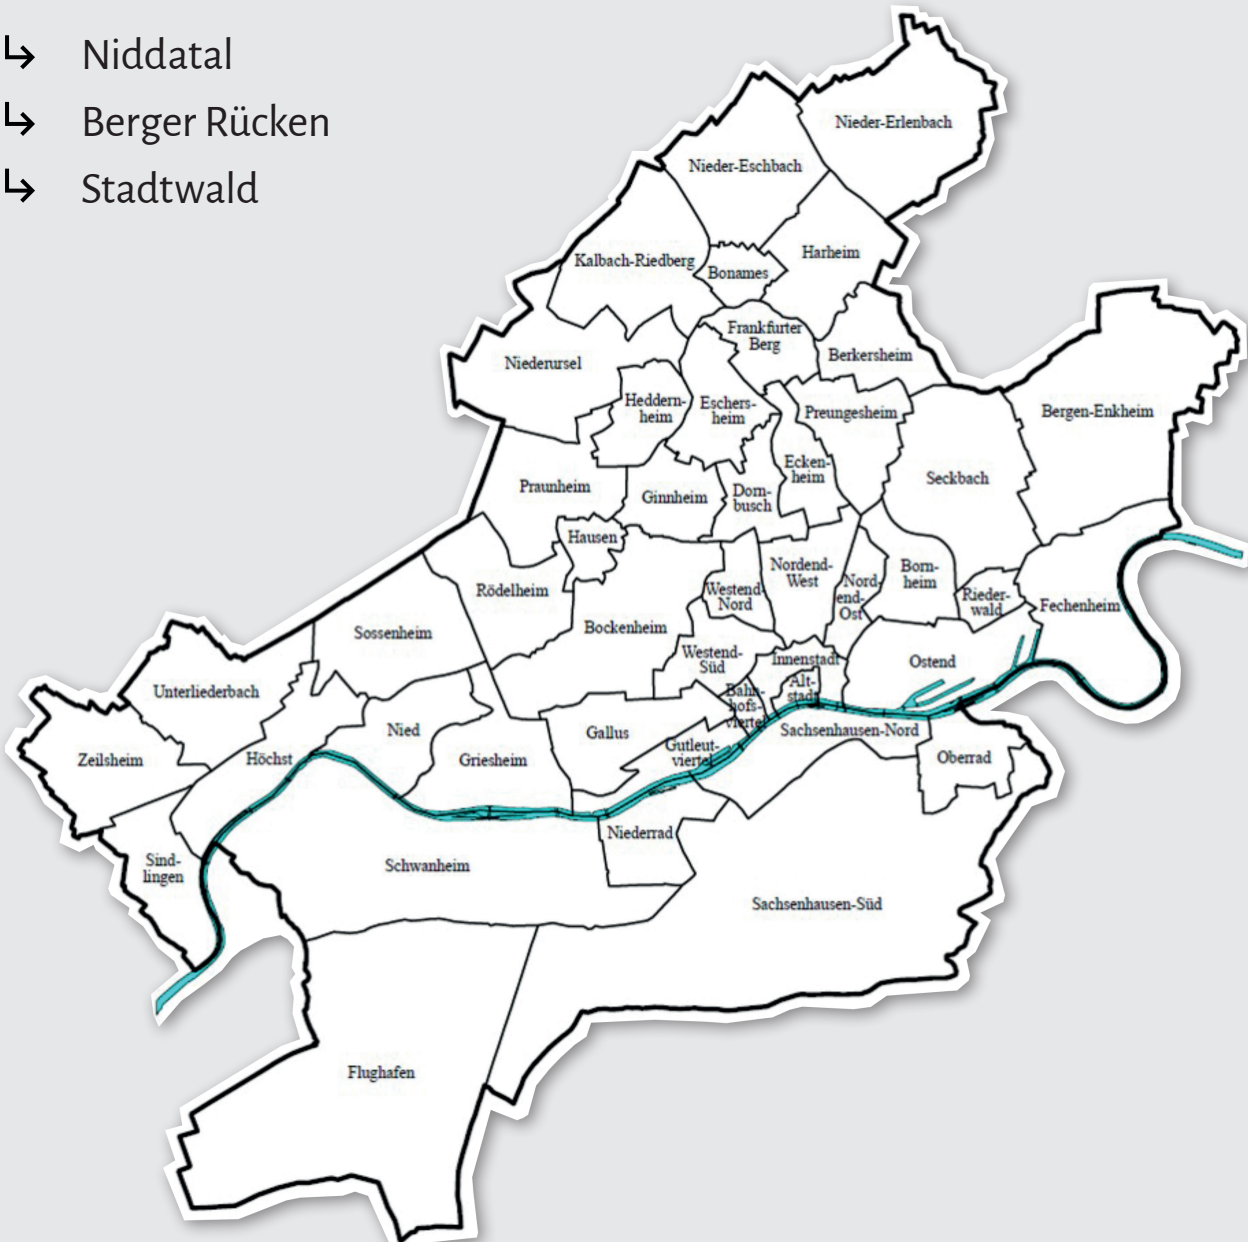 ↳ Niddatal
↳ Berger Rücken
↳ Stadtwald
Nieder-Erlenbach
Nieder-Eschbach
Harheim
Kalbach-Riedberg
Bonames
Frankfurter
Berg
Berkersheim
Niederursel
Heddern-
heim
Eschers-
heim
Preungesheim
Bergen-Enkheim
Seckbach
Ecken-
heim
Praunheim
Ginnheim
Dorn-
busch
Hausen
Rödelheim
Nordend-
West
Westend-
Nord
Nord-
end-
Ost
Born-
heim
Rieder-
wald
Fechenheim
Bockenheim
Sossenheim
Westend-
Süd
Innenstadt
Ostend
Unterliederbach
Alt-
stadt
Bahn-
hofs-
viertel
Nied
Gallus
Sachsenhausen-Nord
Zeilsheim
Höchst
Griesheim
Gutleut-
viertel
Oberrad
Niederrad
Sind-
lingen
Schwanheim
Sachsenhausen-Süd
Flughafen